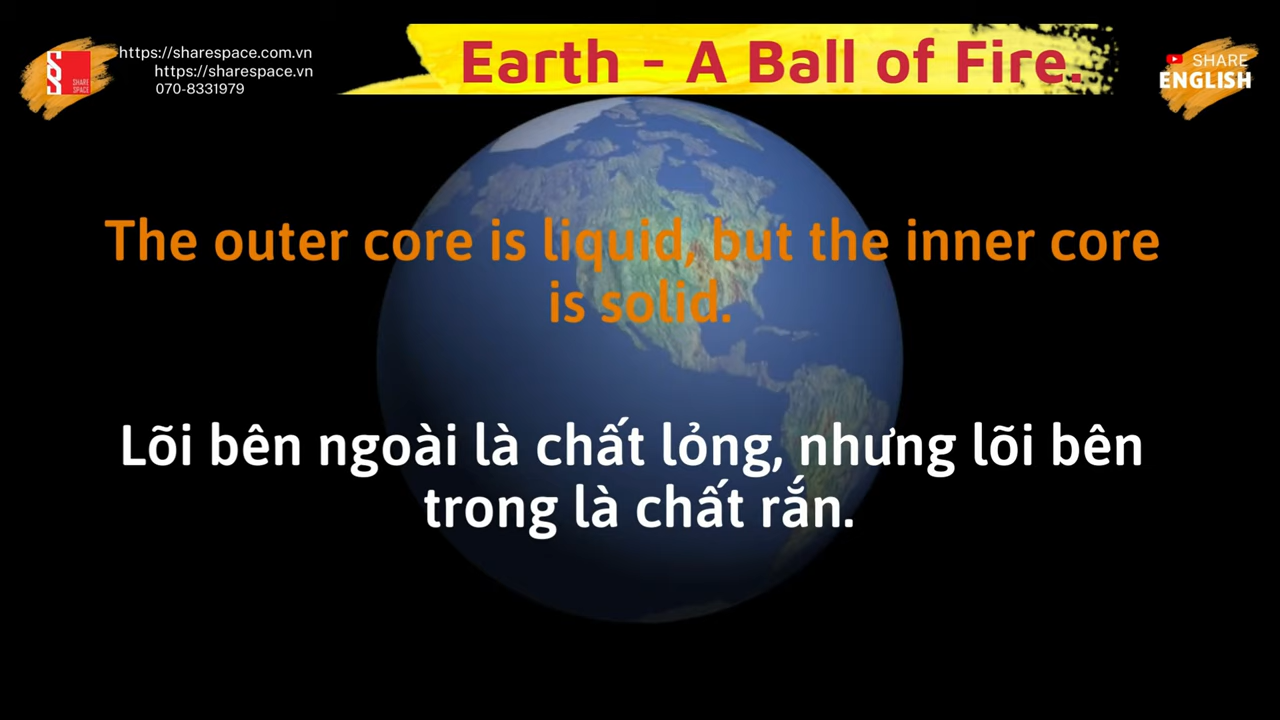 https://sharespace.com.vn
https://sharespace.vn
070-8331979
SHARE
SPACE
Earth - A Ball of Fire.
SHARE
ENGLISH
The outer core is liquid, but the inner core
is solid.
Lõi bên ngoài là chất lỏng, nhưng lõi bên
trong là chất rắn.